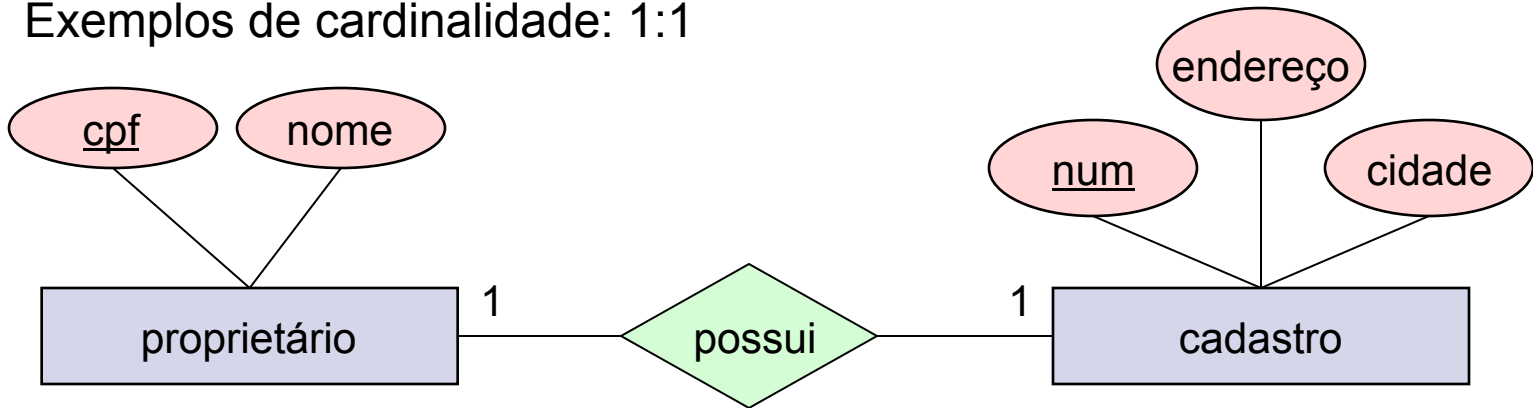 Exemplos de cardinalidade: 1:1
endereço
cpf
nome
num
cidade
1
1
proprietário
possui
cadastro